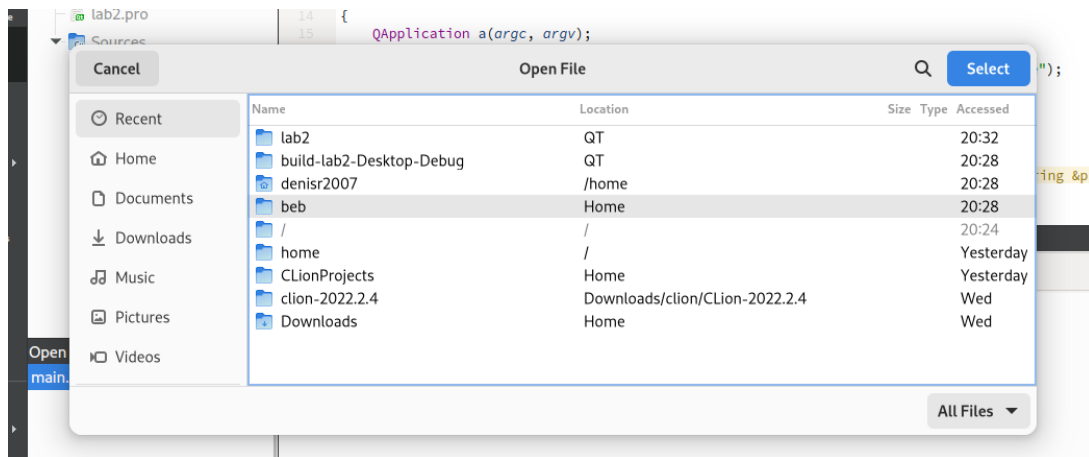 lab2.pro
Sources
14 {
15 QApplication a(argc, argv);
");
ring &p
Cancel Open File Select
Recent
Home
Documents
Downloads
Music
Pictures
Videos
Name Location Size Type Accessed
lab2 QT 20:32
build-lab2-Desktop-Debug QT 20:28
denisr2007 /home 20:28
beb Home 20:28
/ / 20:24
home / Yesterday
CLionProjects Home Yesterday
clion-2022.2.4 Downloads/clion/CLion-2022.2.4 Wed
Downloads Home Wed
Open
main.
All Files